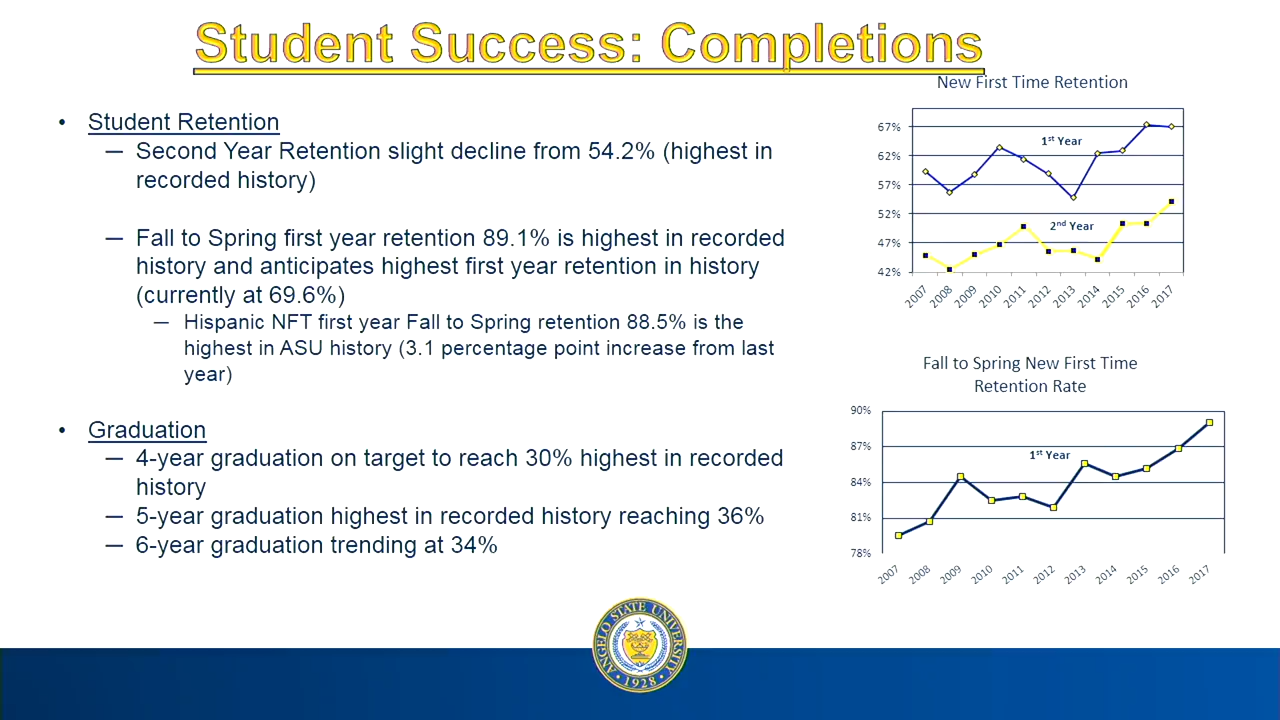 Student Success: Completions
• Student Retention
— Second Year Retention slight decline from 54.2% (highest in
recorded history)
— Fall to Spring first year retention 89.1% is highest in recorded
history and anticipates highest first year retention in history
(currently at 69.6%)
— Hispanic NFT first year Fall to Spring retention 88.5% is the
highest in ASU history (3.1 percentage point increase from last
year)
• Graduation
— 4-year graduation on target to reach 30% highest in recorded
history
— 5-year graduation highest in recorded history reaching 36%
— 6-year graduation trending at 34%
New First Time Retention
67%
62%
57%
52%
47%
42%
1st Year
2nd Year
2007 2008 2009 2010 2011 2012 2013 2014 2015 2016 2017
Fall to Spring New First Time
Retention Rate
90%
87%
84%
81%
78%
1st Year
2007 2008 2009 2010 2011 2012 2013 2014 2015 2016 2017
ANGELO STATE UNIVERSITY
• 1928 •